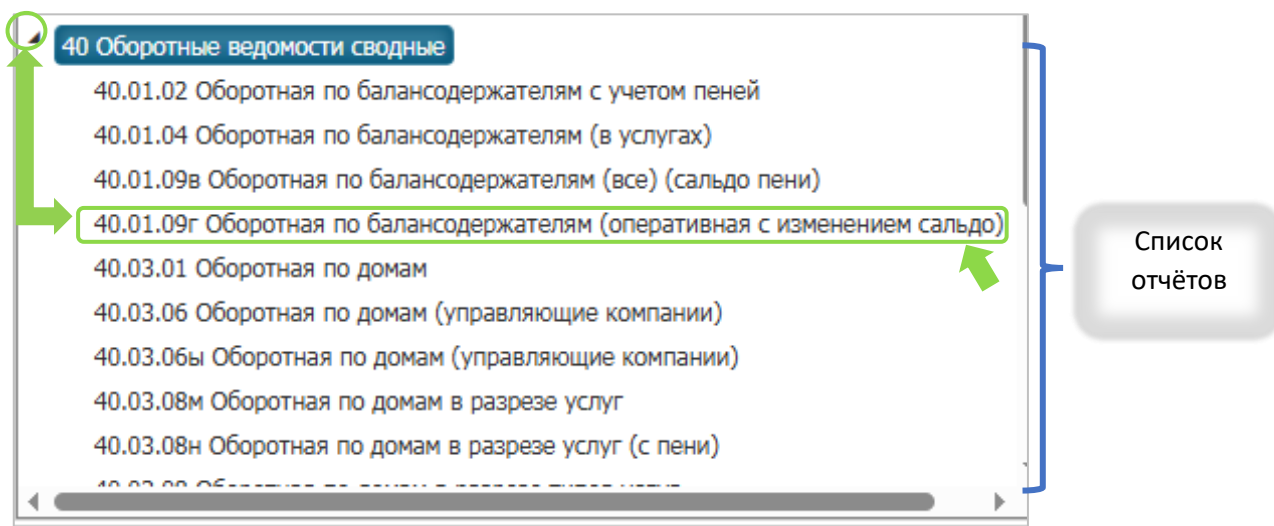 40 Оборотные ведомости сводные
40.01.02 Оборотная по балансодержателям с учетом пеней
40.01.04 Оборотная по балансодержателям (в услугах)
40.01.09в Оборотная по балансодержателям (все) (сальдо пени)
40.01.09г Оборотная по балансодержателям (оперативная с изменением сальдо)
40.03.01 Оборотная по домам
40.03.06 Оборотная по домам (управляющие компании)
40.03.06ы Оборотная по домам (управляющие компании)
40.03.08м Оборотная по домам в разрезе услуг
40.03.08н Оборотная по домам в разрезе услуг (с пени)
Список
отчётов